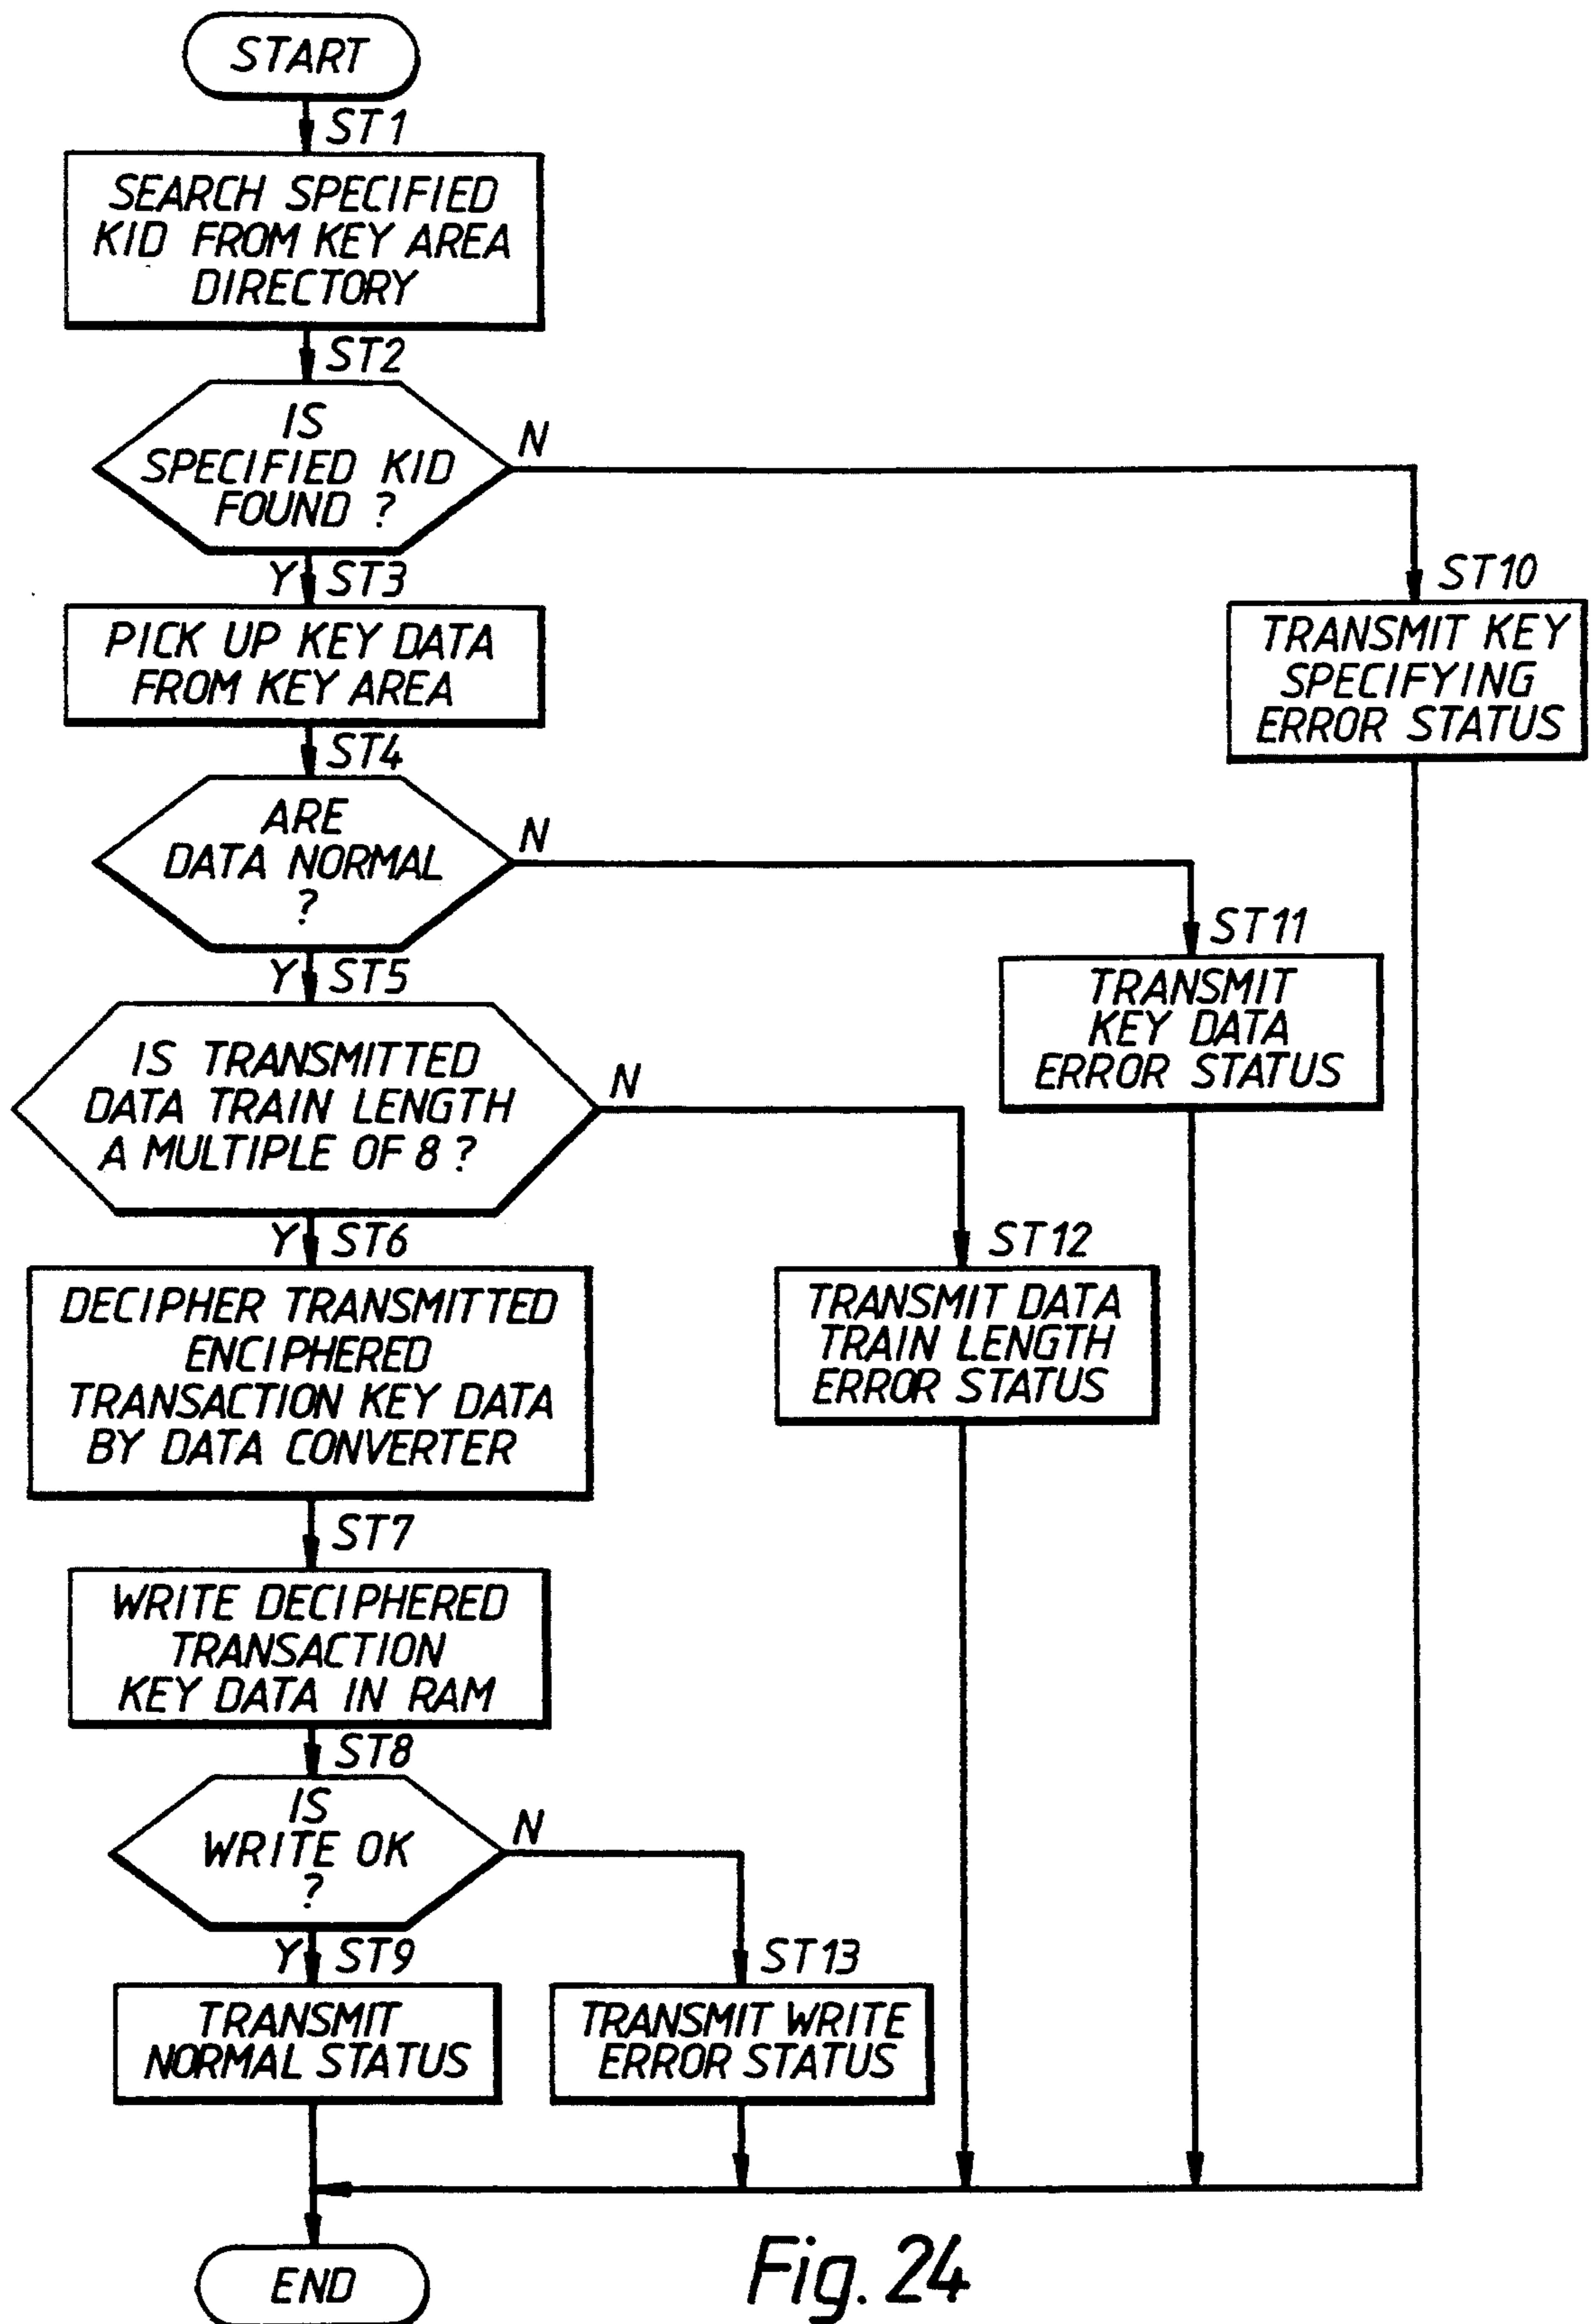 START
ST1
SEARCH SPECIFIED
KID FROM KEY AREA
DIRECTORY
ST2
IS
SPECIFIED KID
FOUND ?
N
Y ST3
ST10
PICK UP KEY DATA
FROM KEY AREA
TRANSMIT KEY
SPECIFYING
ERROR STATUS
ST4
ARE
DATA NORMAL
?
N
ST11
Y ST5
TRANSMIT
KEY DATA
ERROR STATUS
IS TRANSMITTED
DATA TRAIN LENGTH
A MULTIPLE OF 8 ?
N
Y ST6
ST12
DECIPHER TRANSMITTED
ENCIPHERED
TRANSACTION KEY DATA
BY DATA CONVERTER
TRANSMIT DATA
TRAIN LENGTH
ERROR STATUS
ST7
WRITE DECIPHERED
TRANSACTION
KEY DATA IN RAM
ST8
IS
WRITE OK
?
N
Y ST9
ST13
TRANSMIT
NORMAL STATUS
TRANSMIT WRITE
ERROR STATUS
END
Fig. 24